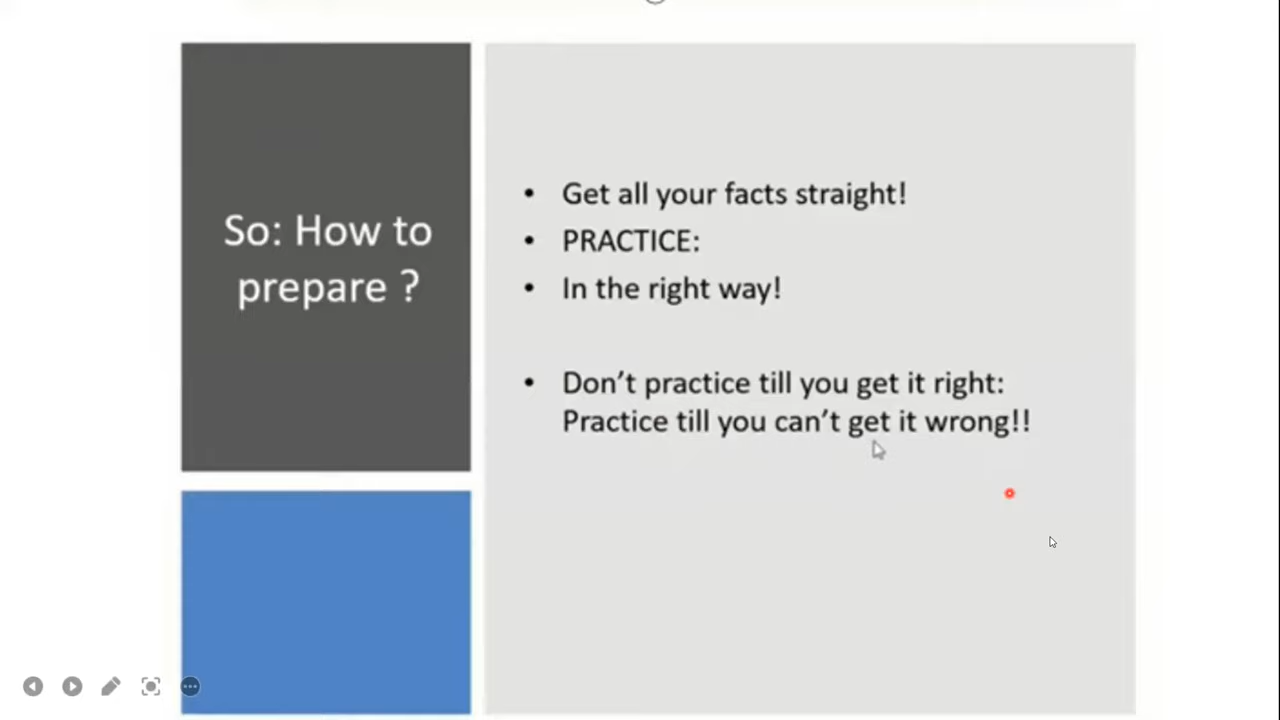 So: How to
prepare ?
• Get all your facts straight!
• PRACTICE:
• In the right way!
• Don’t practice till you get it right:
Practice till you can’t get it wrong!!